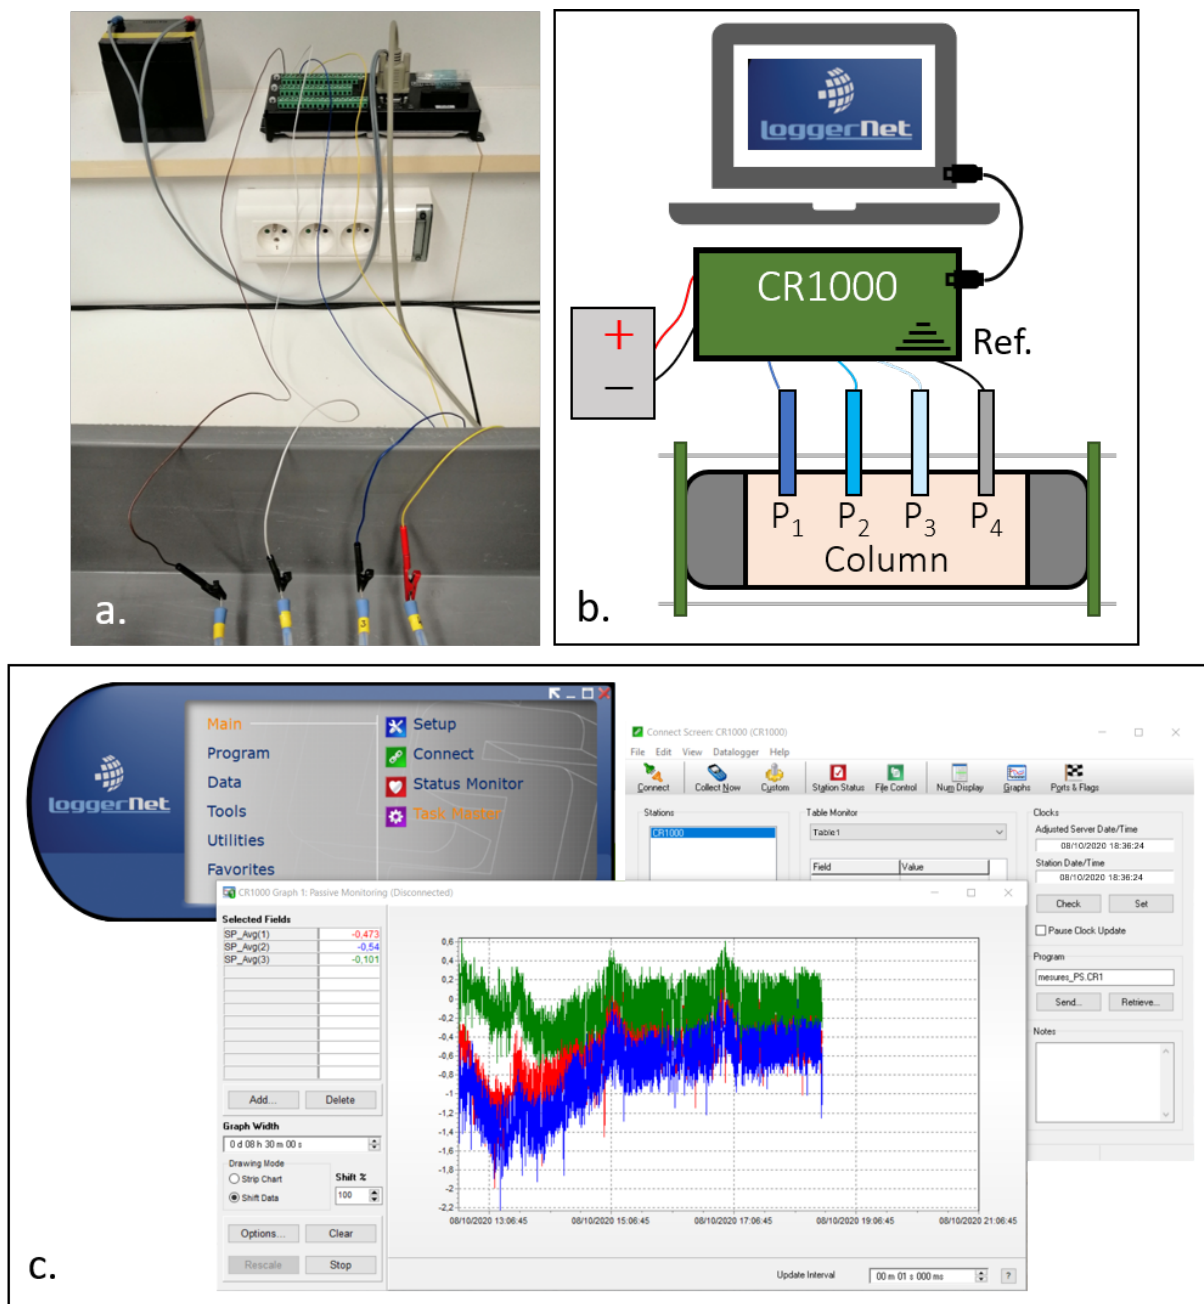 a.
3
LoggerNet
CR1000
Ref.
+
−
P1 P2 P3 P4
Column
b.
LoggerNet
Main
Program
Data
Tools
Utilities
Favorites
Setup
Connect
Status Monitor
Task Master
Connect Screen: CR1000 (CR1000)
File Edit View Datalogger Help
Connect Collect Now Custom Station Status File Control Num Display Graphs Ports & Flags
Stations
CR1000
Table Monitor
Table1
Field Value
Clocks
Adjusted Server Date/Time
08/10/2020 18:36:24
Station Date/Time
08/10/2020 18:36:24
Check Set
Pause Clock Update
Program
mesures_PS.CR1
Send... Retrieve...
Notes
CR1000 Graph 1: Passive Monitoring (Disconnected)
Selected Fields
SP_Avg(1) -0,473
SP_Avg(2) -0,54
SP_Avg(3) -0,101
Add... Delete
Graph Width
0 d 08 h 30 m 00 s
Drawing Mode
Strip Chart
Shift Data
Shift %
100
Options... Clear
Rescale Stop
0,6
0,4
0,2
0
-0,2
-0,4
-0,6
-0,8
-1
-1,2
-1,4
-1,6
-1,8
-2
-2,2
08/10/2020 13:06:45 08/10/2020 15:06:45 08/10/2020 17:06:45 08/10/2020 19:06:45 08/10/2020 21:06:45
Update Interval 00 m 01 s 000 ms ?
c.